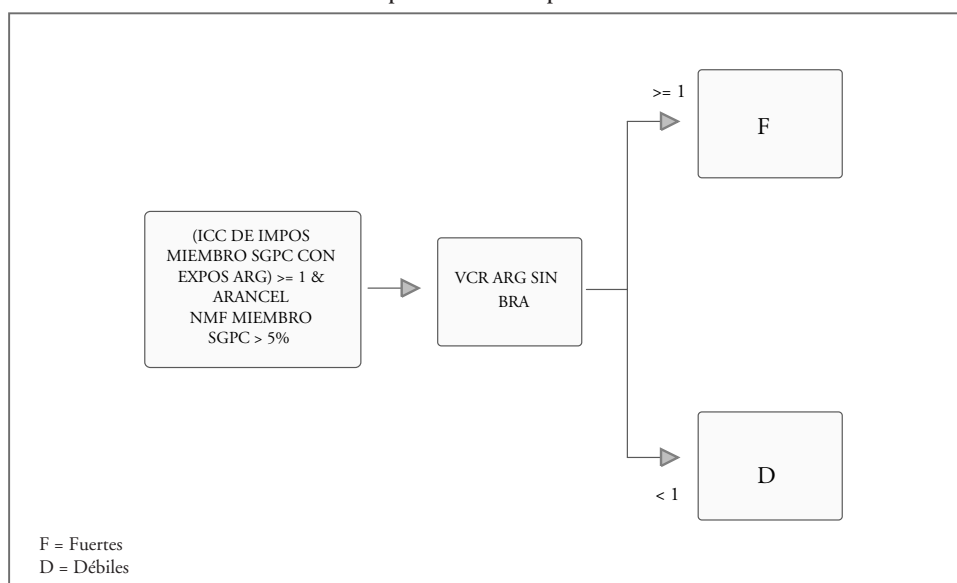 (ICC DE IMPOS
MIEMBRO SGPC CON
EXPOS ARG) >= 1 &
ARANCEL
NMF MIEMBRO
SGPC > 5%
VCR ARG SIN
BRA
>= 1
F
< 1
D
F = Fuertes
D = Débiles